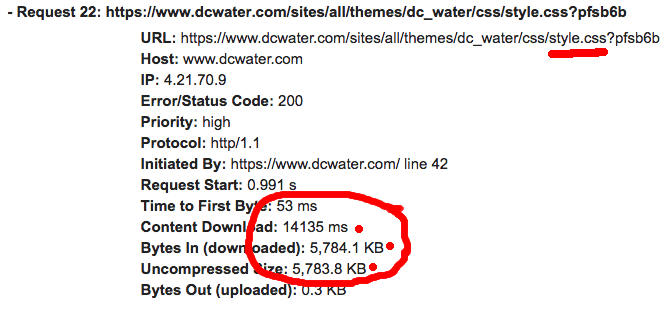 - Request 22: https://www.dcwater.com/sites/all/themes/dc_water/css/style.css?pfsb6b
URL: https://www.dcwater.com/sites/all/themes/dc_water/css/style.css?pfsb6b
Host: www.dcwater.com
IP: 4.21.70.9
Error/Status Code: 200
Priority: high
Protocol: http/1.1
Initiated By: https://www.dcwater.com/ line 42
Request Start: 0.991 s
Time to First Byte: 53 ms
Content Download: 14135 ms
Bytes In (downloaded): 5,784.1 KB
Uncompressed Size: 5,783.8 KB
Bytes Out (uploaded): 0.3 KB